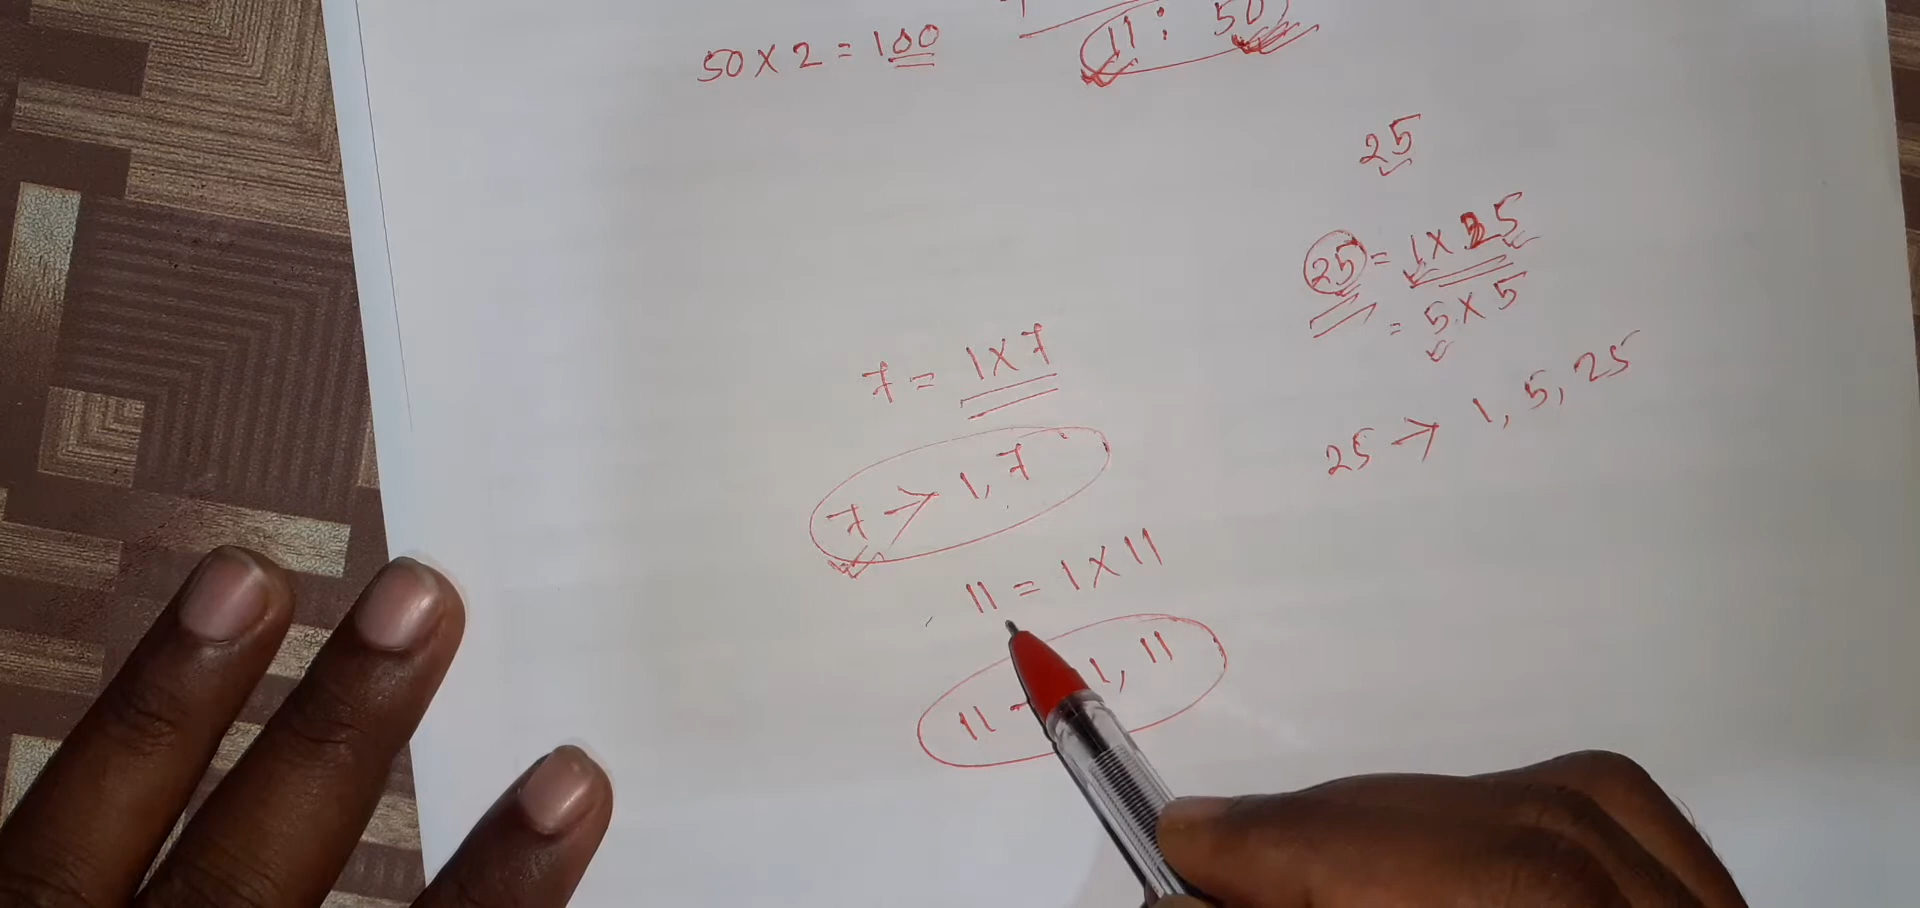 50 × 2 = 100
11 : 50
25
25 = 1 × 25
= 5 × 5
25 → 1, 5, 25
7 = 1 × 7
7 → 1, 7
11 = 1 × 11
11 → 1, 11